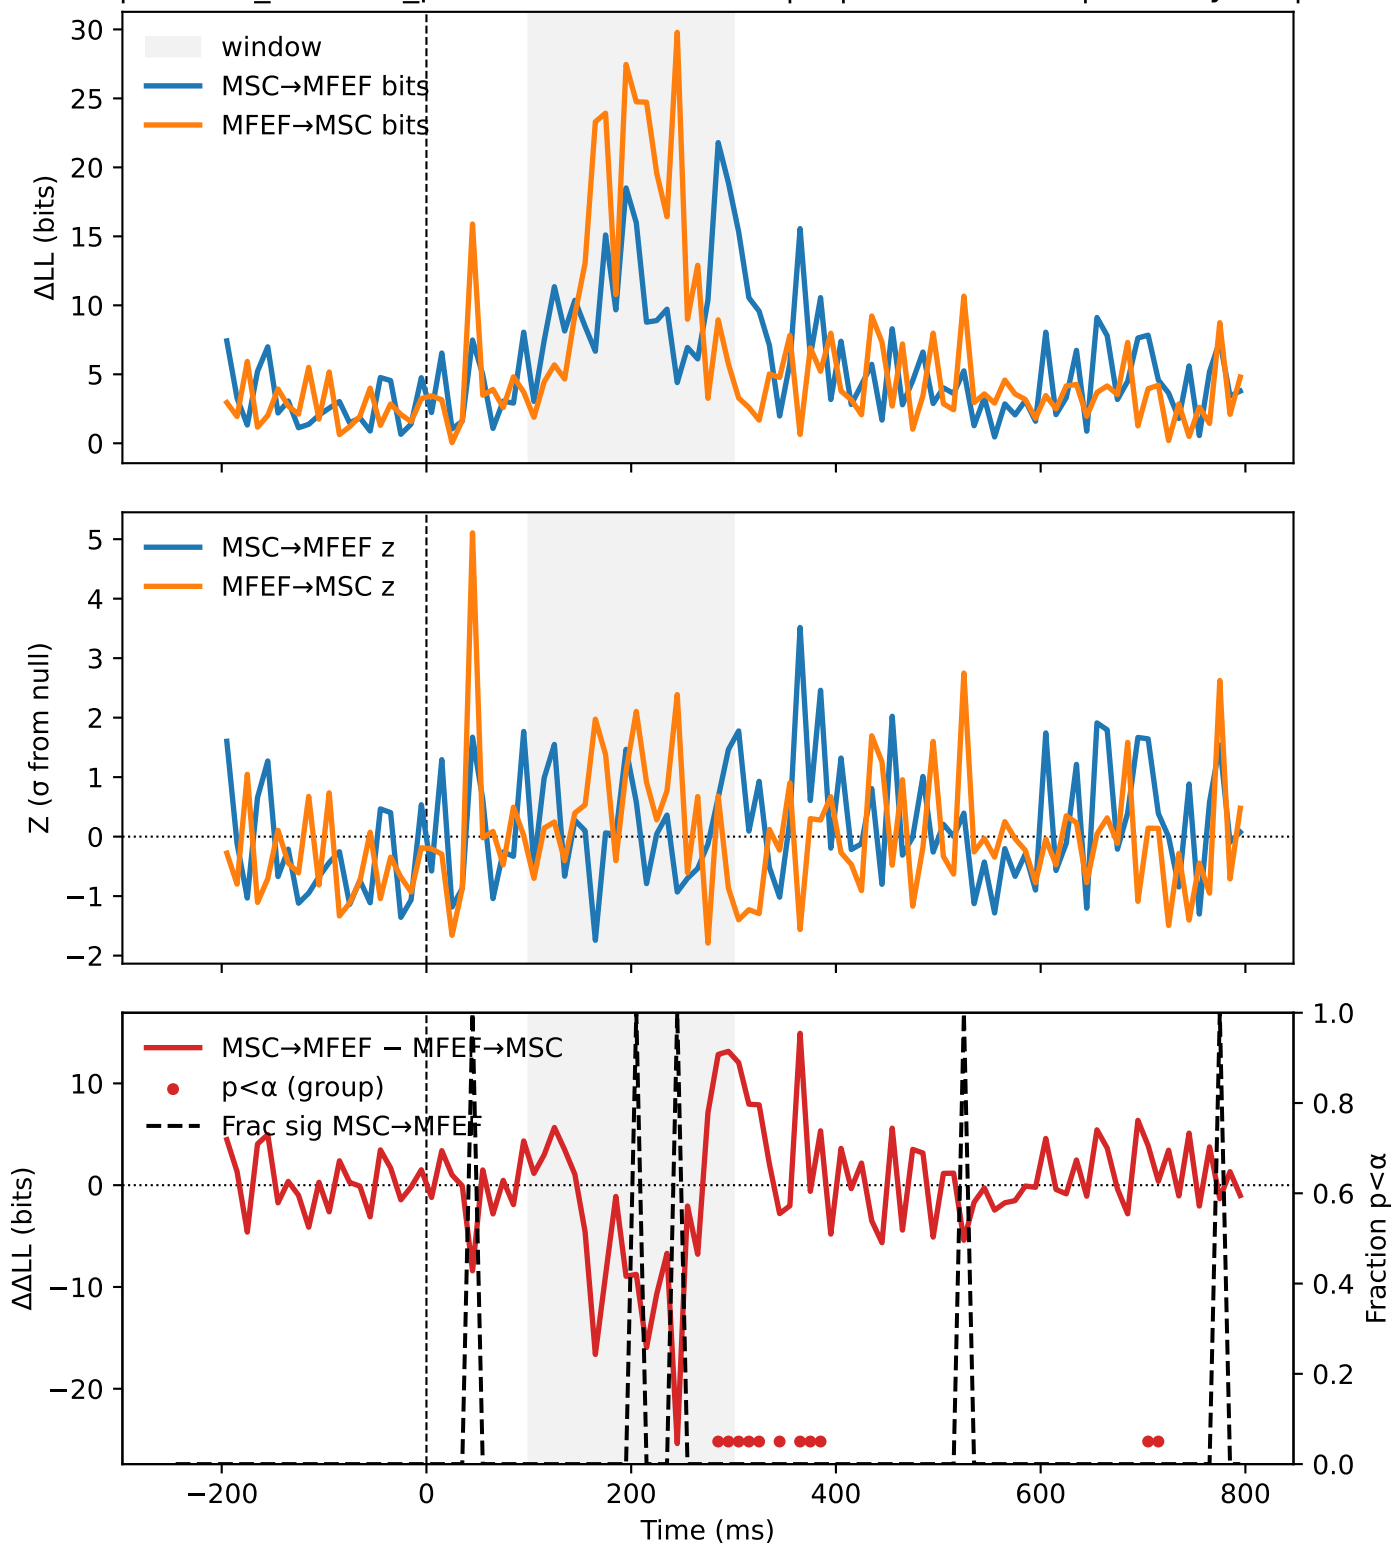 30
25
20
15
10
5
0
ΔLL (bits)
window
MSC→MFEF bits
MFEF→MSC bits
5
4
3
2
1
0
−1
−2
Z (σ from null)
MSC→MFEF z
MFEF→MSC z
10
0
−10
−20
ΔΔLL (bits)
MSC→MFEF − MFEF→MSC
p<α (group)
Frac sig MSC→MFEF
1.0
0.8
0.6
0.4
0.2
0.0
Fraction p<α
−200
0
200
400
600
800
Time (ms)